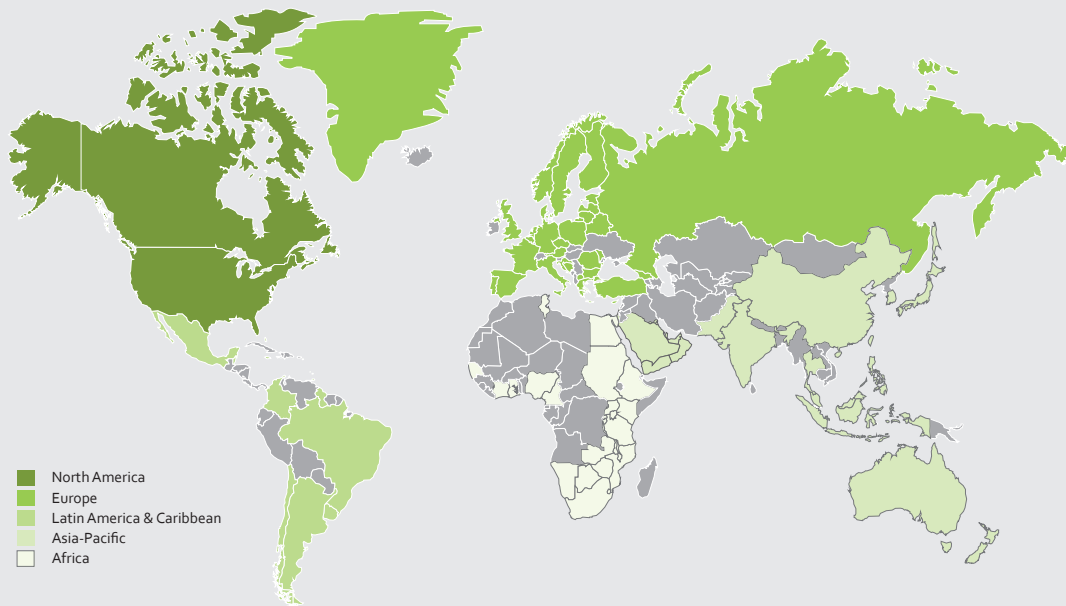 North America
Europe
Latin America & Caribbean
Asia-Pacific
Africa